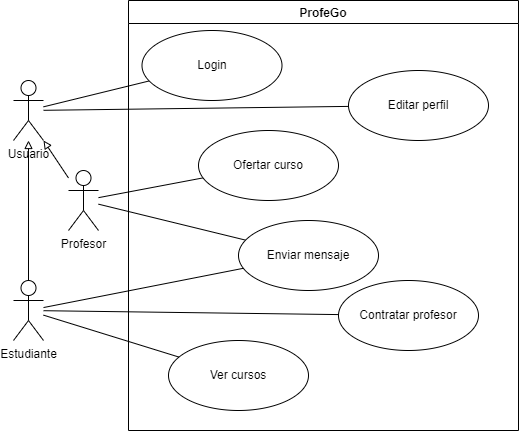 ProfeGo
Login
Editar perfil
Usuario
Ofertar curso
Profesor
Enviar mensaje
Contratar profesor
Estudiante
Ver cursos